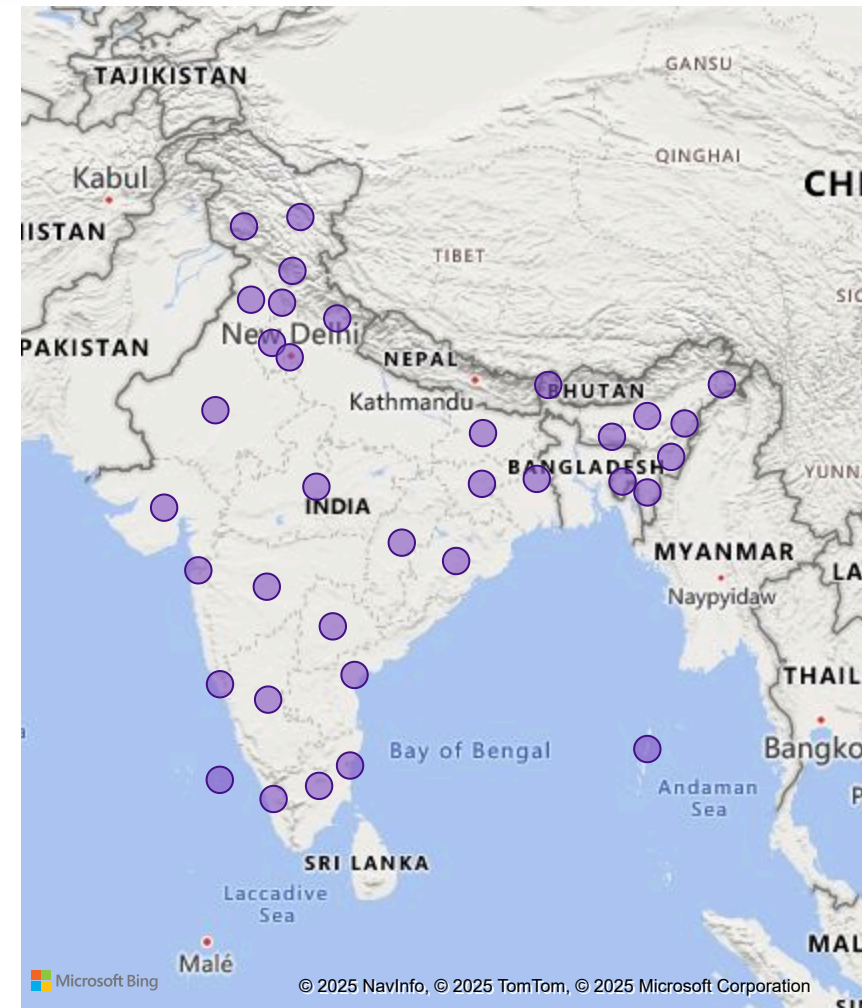 GANSU
TAJIKISTAN
QINGHAI
Kabul
CHI
ISTAN
TIBET
SIC
New Delhi
PAKISTAN
NEPAL
BHUTAN
Kathmandu
BANGLADESH
YUNN
INDIA
MYANMAR
LA
Naypyidaw
THAIL
Bay of Bengal
Bangko
Andaman
Sea
P
SRI LANKA
Laccadive
Sea
MAL
Malé
Microsoft Bing
© 2025 NavInfo, © 2025 TomTom, © 2025 Microsoft Corporation